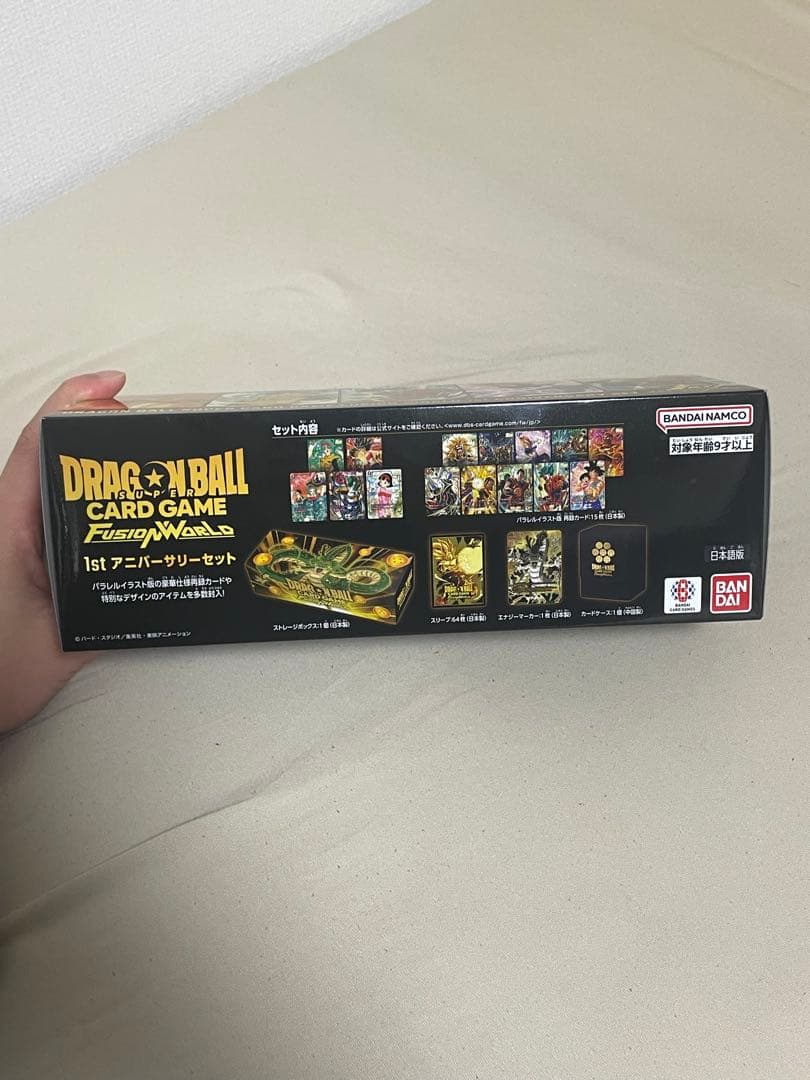 DRAGON BALL
SUPER
CARD GAME
FUSION WORLD
1st アニバーサリーセット
パラレルイラスト版の豪華仕様再録カードや
特別なデザインのアイテムを多数封入!
©バード・スタジオ/集英社・東映アニメーション
セット内容
※カードの詳細は公式サイトをご確認ください。<www.dbs-cardgame.com/fw/jp/>
パラレルイラスト版 再録カード:15枚(日本製)
ストレージボックス:1個(日本製)
スリーブ:64枚(日本製)
エナジーマーカー:1枚(日本製)
カードケース:1個(中国製)
BANDAI NAMCO
対象年齢9才以上
日本語版
BANDAI
CARD GAMES
BAN
DAI